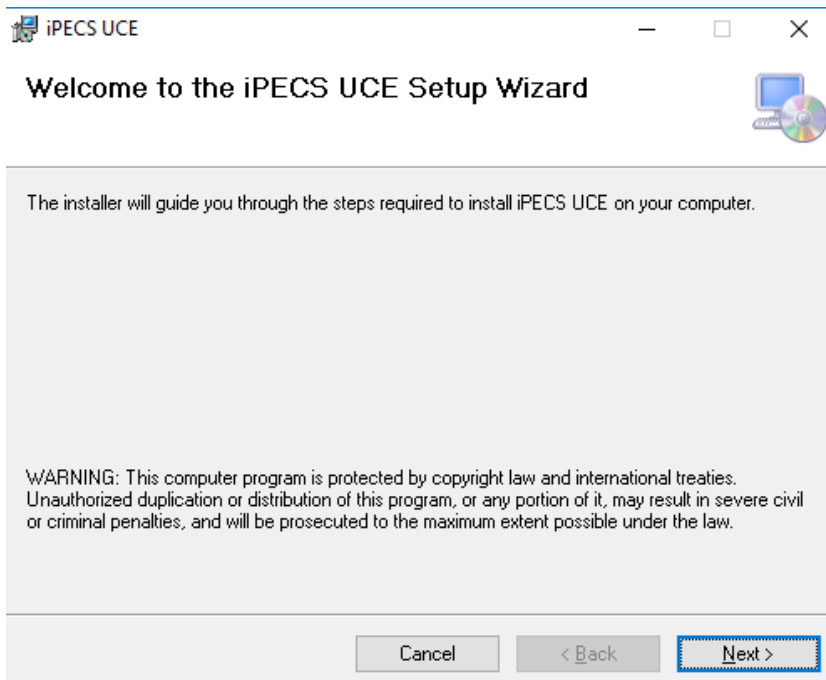 iPECS UCE
Welcome to the iPECS UCE Setup Wizard
The installer will guide you through the steps required to install iPECS UCE on your computer.
WARNING: This computer program is protected by copyright law and international treaties.
Unauthorized duplication or distribution of this program, or any portion of it, may result in severe civil
or criminal penalties, and will be prosecuted to the maximum extent possible under the law.
Cancel < Back Next >